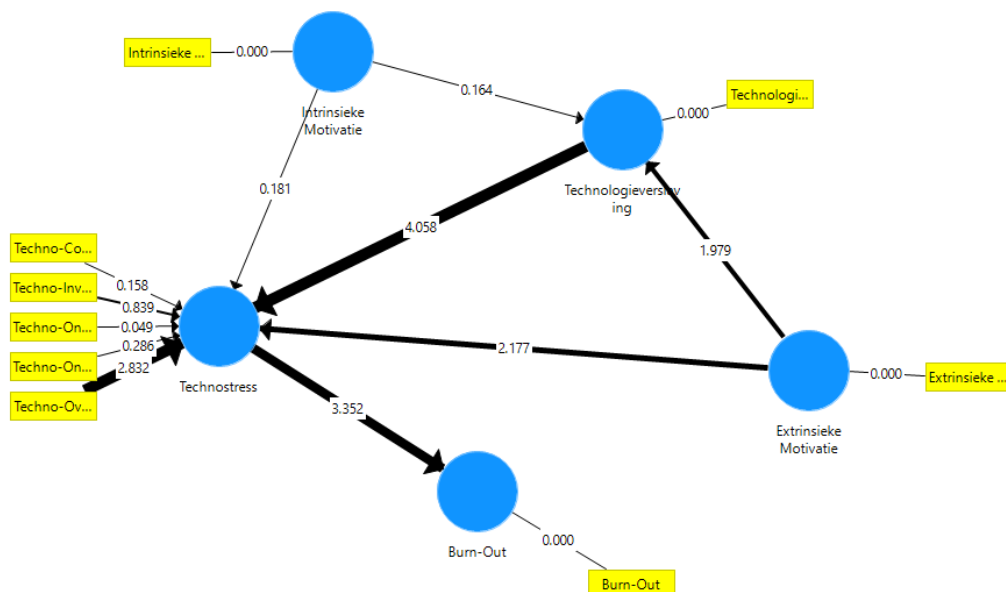 Intrinsieke ...
0.000
Intrinsieke
Motivatie
0.164
Technologi...
0.000
Technologieverslav
ing
0.181
4.058
1.979
Techno-Co...
0.158
Techno-Inv...
0.839
Techno-On...
0.049
Techno-On...
0.286
2.832
Techno-Ov...
Technostress
2.177
0.000
Extrinsieke ...
Extrinsieke
Motivatie
3.352
Burn-Out
0.000
Burn-Out